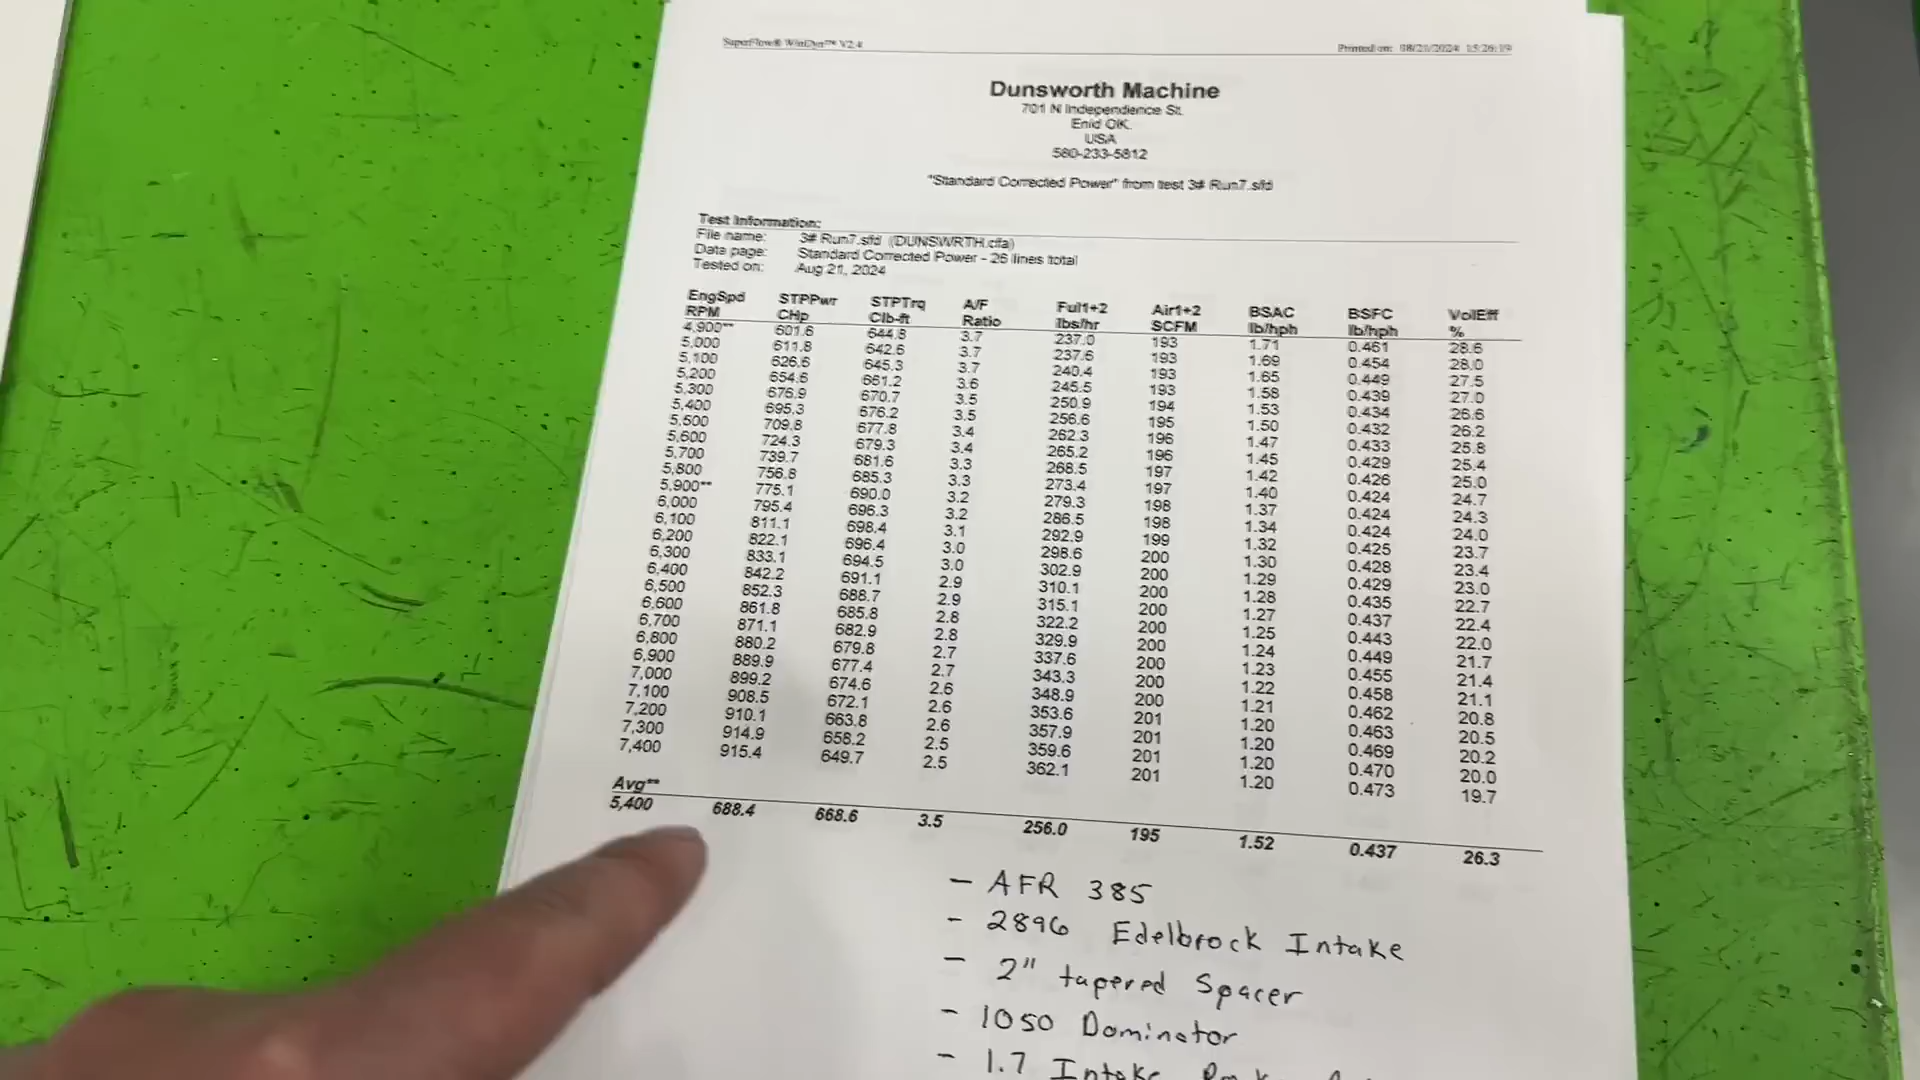 SuperFlow® WinDyn™ V2.4 Printed on: 08/21/2024 15:26:19
Dunsworth Machine
701 N Independence St.
Enid OK.
USA
580-233-5812
"Standard Corrected Power" from test 3# Run7.sfd
Test Information:
File name: 3# Run7.sfd (DUNSWRTH.cfa)
Data page: Standard Corrected Power - 26 lines total
Tested on: Aug 21, 2024
EngSpd STPPwr STPTrq A/F Ful1+2 Air1+2 BSAC BSFC VolEff
RPM CHp Clb-ft Ratio lbs/hr SCFM lb/hph lb/hph %
4,900** 601.6 644.8 3.7 237.0 193 1.71 0.461 28.6
5,000 611.8 642.6 3.7 237.6 193 1.69 0.454 28.0
5,100 626.6 645.3 3.7 240.4 193 1.65 0.449 27.5
5,200 654.6 661.2 3.6 245.5 193 1.58 0.439 27.0
5,300 676.9 670.7 3.5 250.9 194 1.53 0.434 26.6
5,400 695.3 676.2 3.5 256.6 195 1.50 0.432 26.2
5,500 709.8 677.8 3.4 262.3 196 1.47 0.433 25.8
5,600 724.3 679.3 3.4 265.2 196 1.45 0.429 25.4
5,700 739.7 681.6 3.3 268.5 197 1.42 0.426 25.0
5,800 756.8 685.3 3.3 273.4 197 1.40 0.424 24.7
5,900** 775.1 690.0 3.2 279.3 198 1.37 0.424 24.3
6,000 795.4 696.3 3.2 286.5 198 1.34 0.424 24.0
6,100 811.1 698.4 3.1 292.9 199 1.32 0.425 23.7
6,200 822.1 696.4 3.0 298.6 200 1.30 0.428 23.4
6,300 833.1 694.5 3.0 302.9 200 1.29 0.429 23.0
6,400 842.2 691.1 2.9 310.1 200 1.28 0.435 22.7
6,500 852.3 688.7 2.9 315.1 200 1.27 0.437 22.4
6,600 861.8 685.8 2.8 322.2 200 1.25 0.443 22.0
6,700 871.1 682.9 2.8 329.9 200 1.24 0.449 21.7
6,800 880.2 679.8 2.7 337.6 200 1.23 0.455 21.4
6,900 889.9 677.4 2.7 343.3 200 1.22 0.458 21.1
7,000 899.2 674.6 2.6 348.9 200 1.21 0.462 20.8
7,100 908.5 672.1 2.6 353.6 201 1.20 0.463 20.5
7,200 910.1 663.8 2.6 357.9 201 1.20 0.469 20.2
7,300 914.9 658.2 2.5 359.6 201 1.20 0.470 20.0
7,400 915.4 649.7 2.5 362.1 201 1.20 0.473 19.7
Avg**
5,400 688.4 668.6 3.5 256.0 195 1.52 0.437 26.3
- AFR 385
- 2896 Edelbrock Intake
- 2" tapered Spacer
- 1050 Dominator
- 1.7 Intake